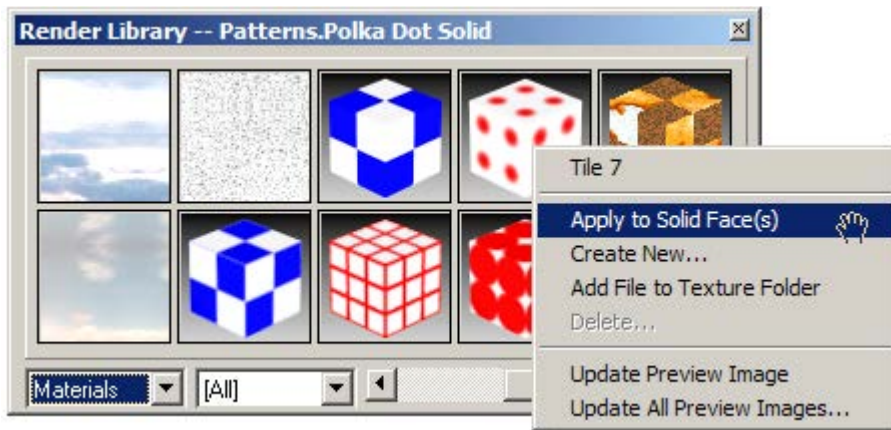 Render Library -- Patterns.Polka Dot Solid
Tile 7
Apply to Solid Face(s)
Create New...
Add File to Texture Folder
Delete...
Update Preview Image
Update All Preview Images...
Materials
[All]